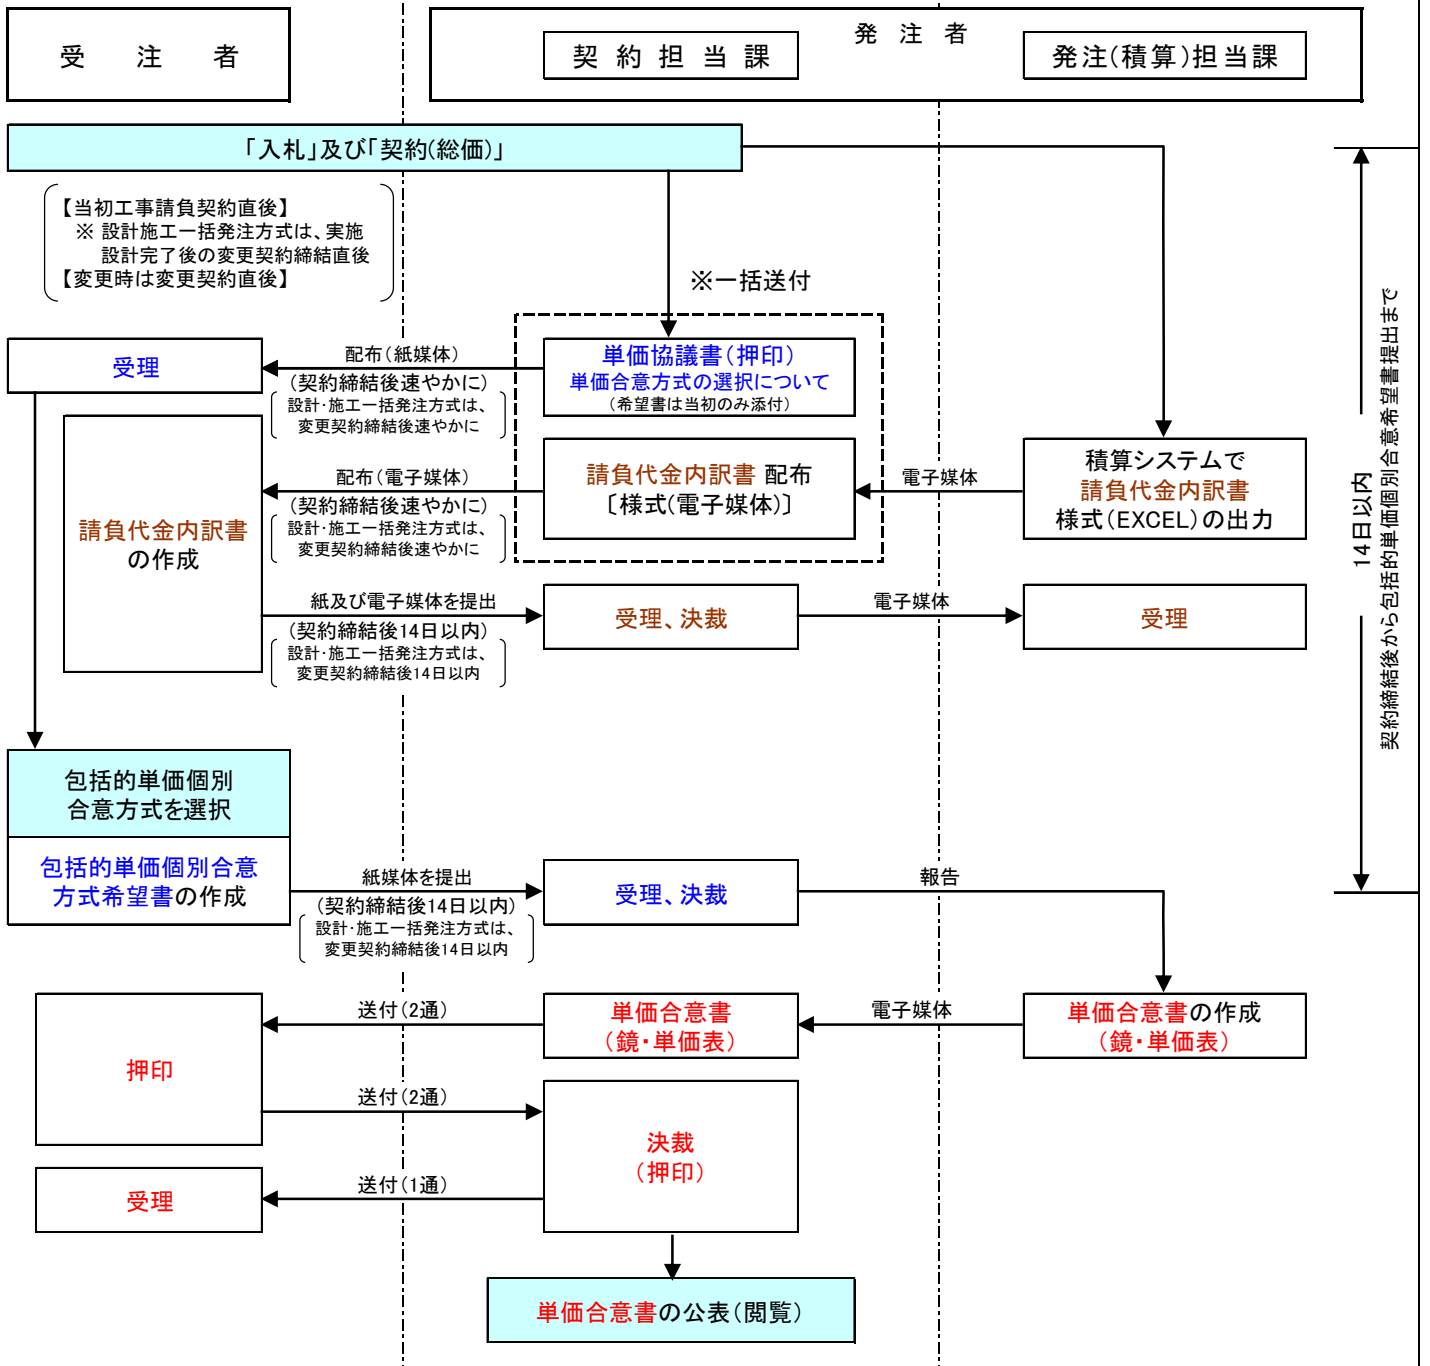 受　注　者
発　注　者
契 約 担 当 課
発注(積算)担当課
「入札」及び「契約(総価)」
【当初工事請負契約直後】
※ 設計施工一括発注方式は、実施
設計完了後の変更契約締結直後
【変更時は変更契約直後】
※一括送付
受理
配布(紙媒体)
(契約締結後速やかに)
設計・施工一括発注方式は、
変更契約締結後速やかに
単価協議書(押印)
単価合意方式の選択について
(希望書は当初のみ添付)
請負代金内訳書
の作成
配布(電子媒体)
(契約締結後速やかに)
設計・施工一括発注方式は、
変更契約締結後速やかに
請負代金内訳書 配布
〔様式(電子媒体)〕
電子媒体
積算システムで
請負代金内訳書
様式(EXCEL)の出力
紙及び電子媒体を提出
(契約締結後14日以内)
設計・施工一括発注方式は、
変更契約締結後14日以内
受理、決裁
電子媒体
受理
14日以内
契約締結後から包括的単価個別合意希望書提出まで
包括的単価個別
合意方式を選択
包括的単価個別合意
方式希望書の作成
紙媒体を提出
(契約締結後14日以内)
設計・施工一括発注方式は、
変更契約締結後14日以内
受理、決裁
報告
押印
送付(2通)
単価合意書
(鏡・単価表)
電子媒体
単価合意書の作成
(鏡・単価表)
送付(2通)
決裁
(押印)
受理
送付(1通)
単価合意書の公表(閲覧)